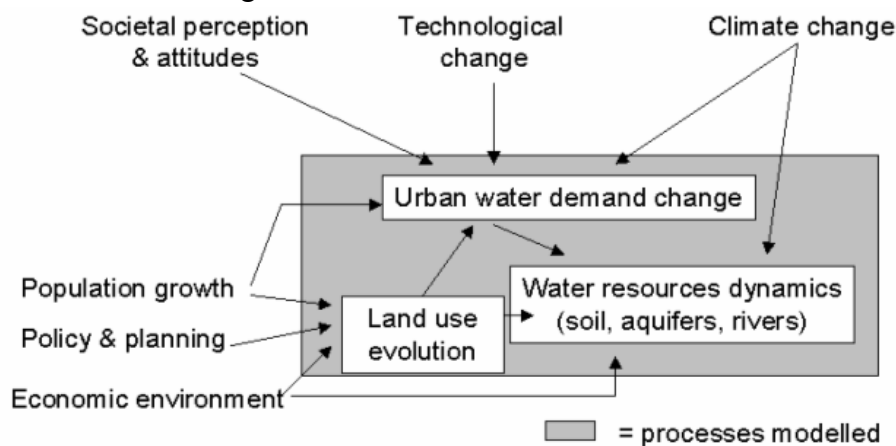 Societal perception
& attitudes
Technological
change
Climate change
Urban water demand change
Population growth
Policy & planning
Economic environment
Land use
evolution
Water resources dynamics
(soil, aquifers, rivers)
= processes modelled